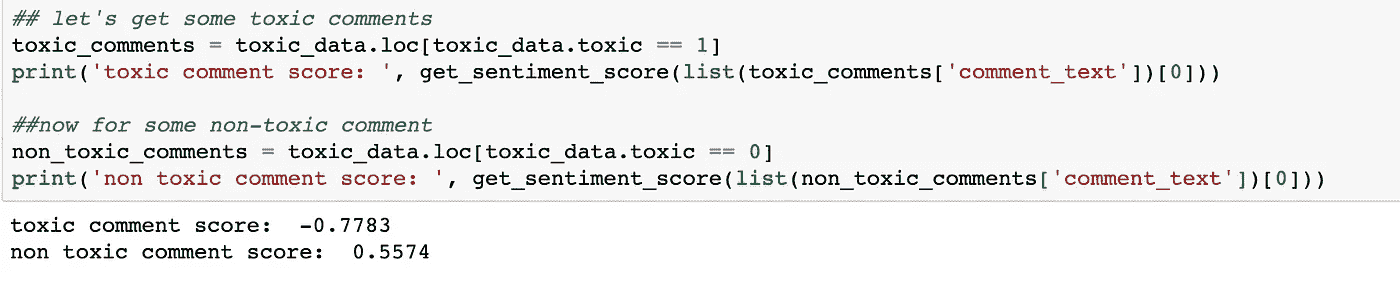 ## let's get some toxic comments
toxic_comments = toxic_data.loc[toxic_data.toxic == 1]
print('toxic comment score: ', get_sentiment_score(list(toxic_comments['comment_text'])[0]))
##now for some non-toxic comment
non_toxic_comments = toxic_data.loc[toxic_data.toxic == 0]
print('non toxic comment score: ', get_sentiment_score(list(non_toxic_comments['comment_text'])[0]))
toxic comment score:  -0.7783
non toxic comment score:  0.5574